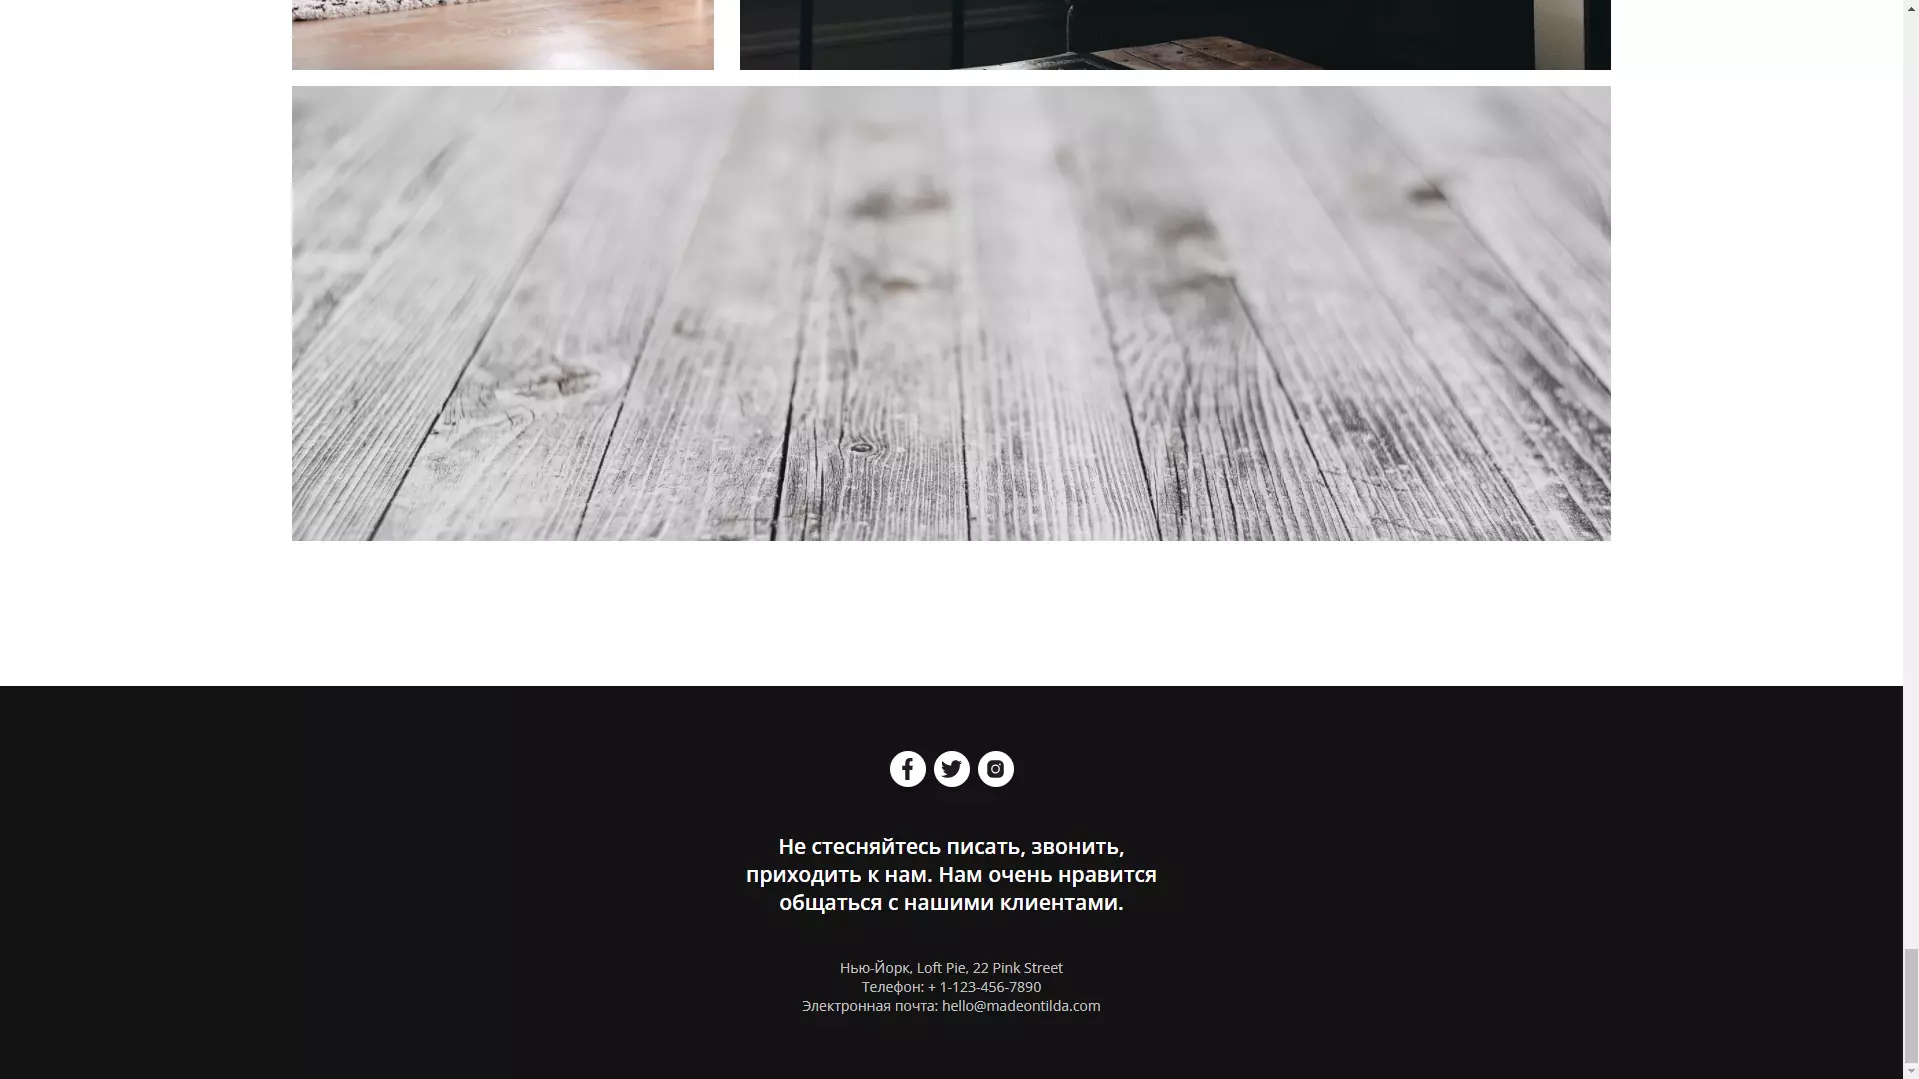 Не стесняйтесь писать, звонить,
приходить к нам. Нам очень нравится
общаться с нашими клиентами.
Нью-Йорк, Loft Pie, 22 Pink Street
Телефон: + 1-123-456-7890
Электронная почта: hello@madeontilda.com